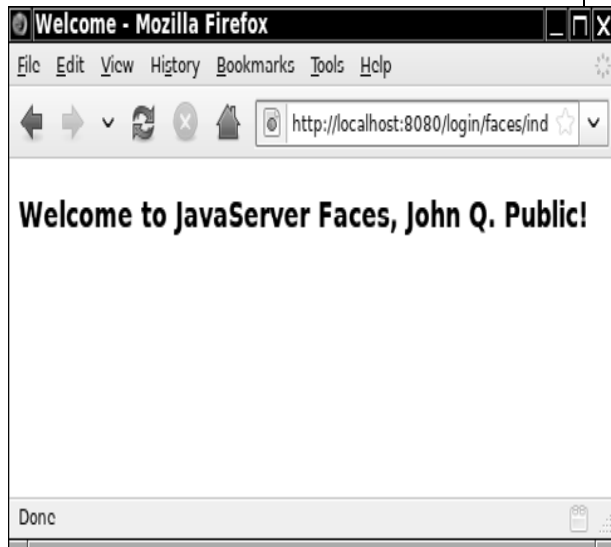 Welcome - Mozilla Firefox
File Edit View History Bookmarks Tools Help
http://localhost:8080/login/faces/ind
Welcome to JavaServer Faces, John Q. Public!
Done